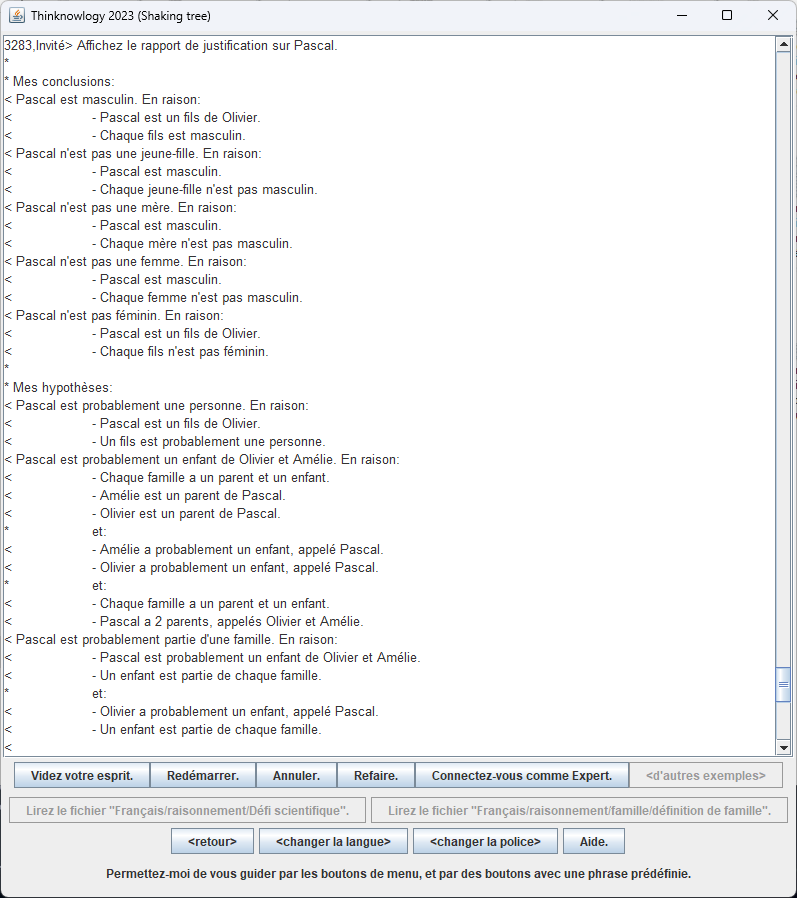 Thinknowlogy 2023 (Shaking tree)
3283,Invité> Affichez le rapport de justification sur Pascal.
*
* Mes conclusions:
< Pascal est masculin. En raison:
< - Pascal est un fils de Olivier.
< - Chaque fils est masculin.
< Pascal n'est pas une jeune-fille. En raison:
< - Pascal est masculin.
< - Chaque jeune-fille n'est pas masculin.
< Pascal n'est pas une mère. En raison:
< - Pascal est masculin.
< - Chaque mère n'est pas masculin.
< Pascal n'est pas une femme. En raison:
< - Pascal est masculin.
< - Chaque femme n'est pas masculin.
< Pascal n'est pas féminin. En raison:
< - Pascal est un fils de Olivier.
< - Chaque fils n'est pas féminin.
*
* Mes hypothèses:
< Pascal est probablement une personne. En raison:
< - Pascal est un fils de Olivier.
< - Un fils est probablement une personne.
< Pascal est probablement un enfant de Olivier et Amélie. En raison:
< - Chaque famille a un parent et un enfant.
< - Amélie est un parent de Pascal.
< - Olivier est un parent de Pascal.
* et:
< - Amélie a probablement un enfant, appelé Pascal.
< - Olivier a probablement un enfant, appelé Pascal.
* et:
< - Chaque famille a un parent et un enfant.
< - Pascal a 2 parents, appelés Olivier et Amélie.
< Pascal est probablement partie d'une famille. En raison:
< - Pascal est probablement un enfant de Olivier et Amélie.
< - Un enfant est partie de chaque famille.
* et:
< - Olivier a probablement un enfant, appelé Pascal.
< - Un enfant est partie de chaque famille.
<
Videz votre esprit. Redémarrer. Annuler. Refaire. Connectez-vous comme Expert. <d'autres exemples>
Lirez le fichier "Français/raisonnement/Défi scientifique". Lirez le fichier "Français/raisonnement/famille/définition de famille".
<retour> <changer la langue> <changer la police> Aide.
Permettez-moi de vous guider par les boutons de menu, et par des boutons avec une phrase prédéfinie.